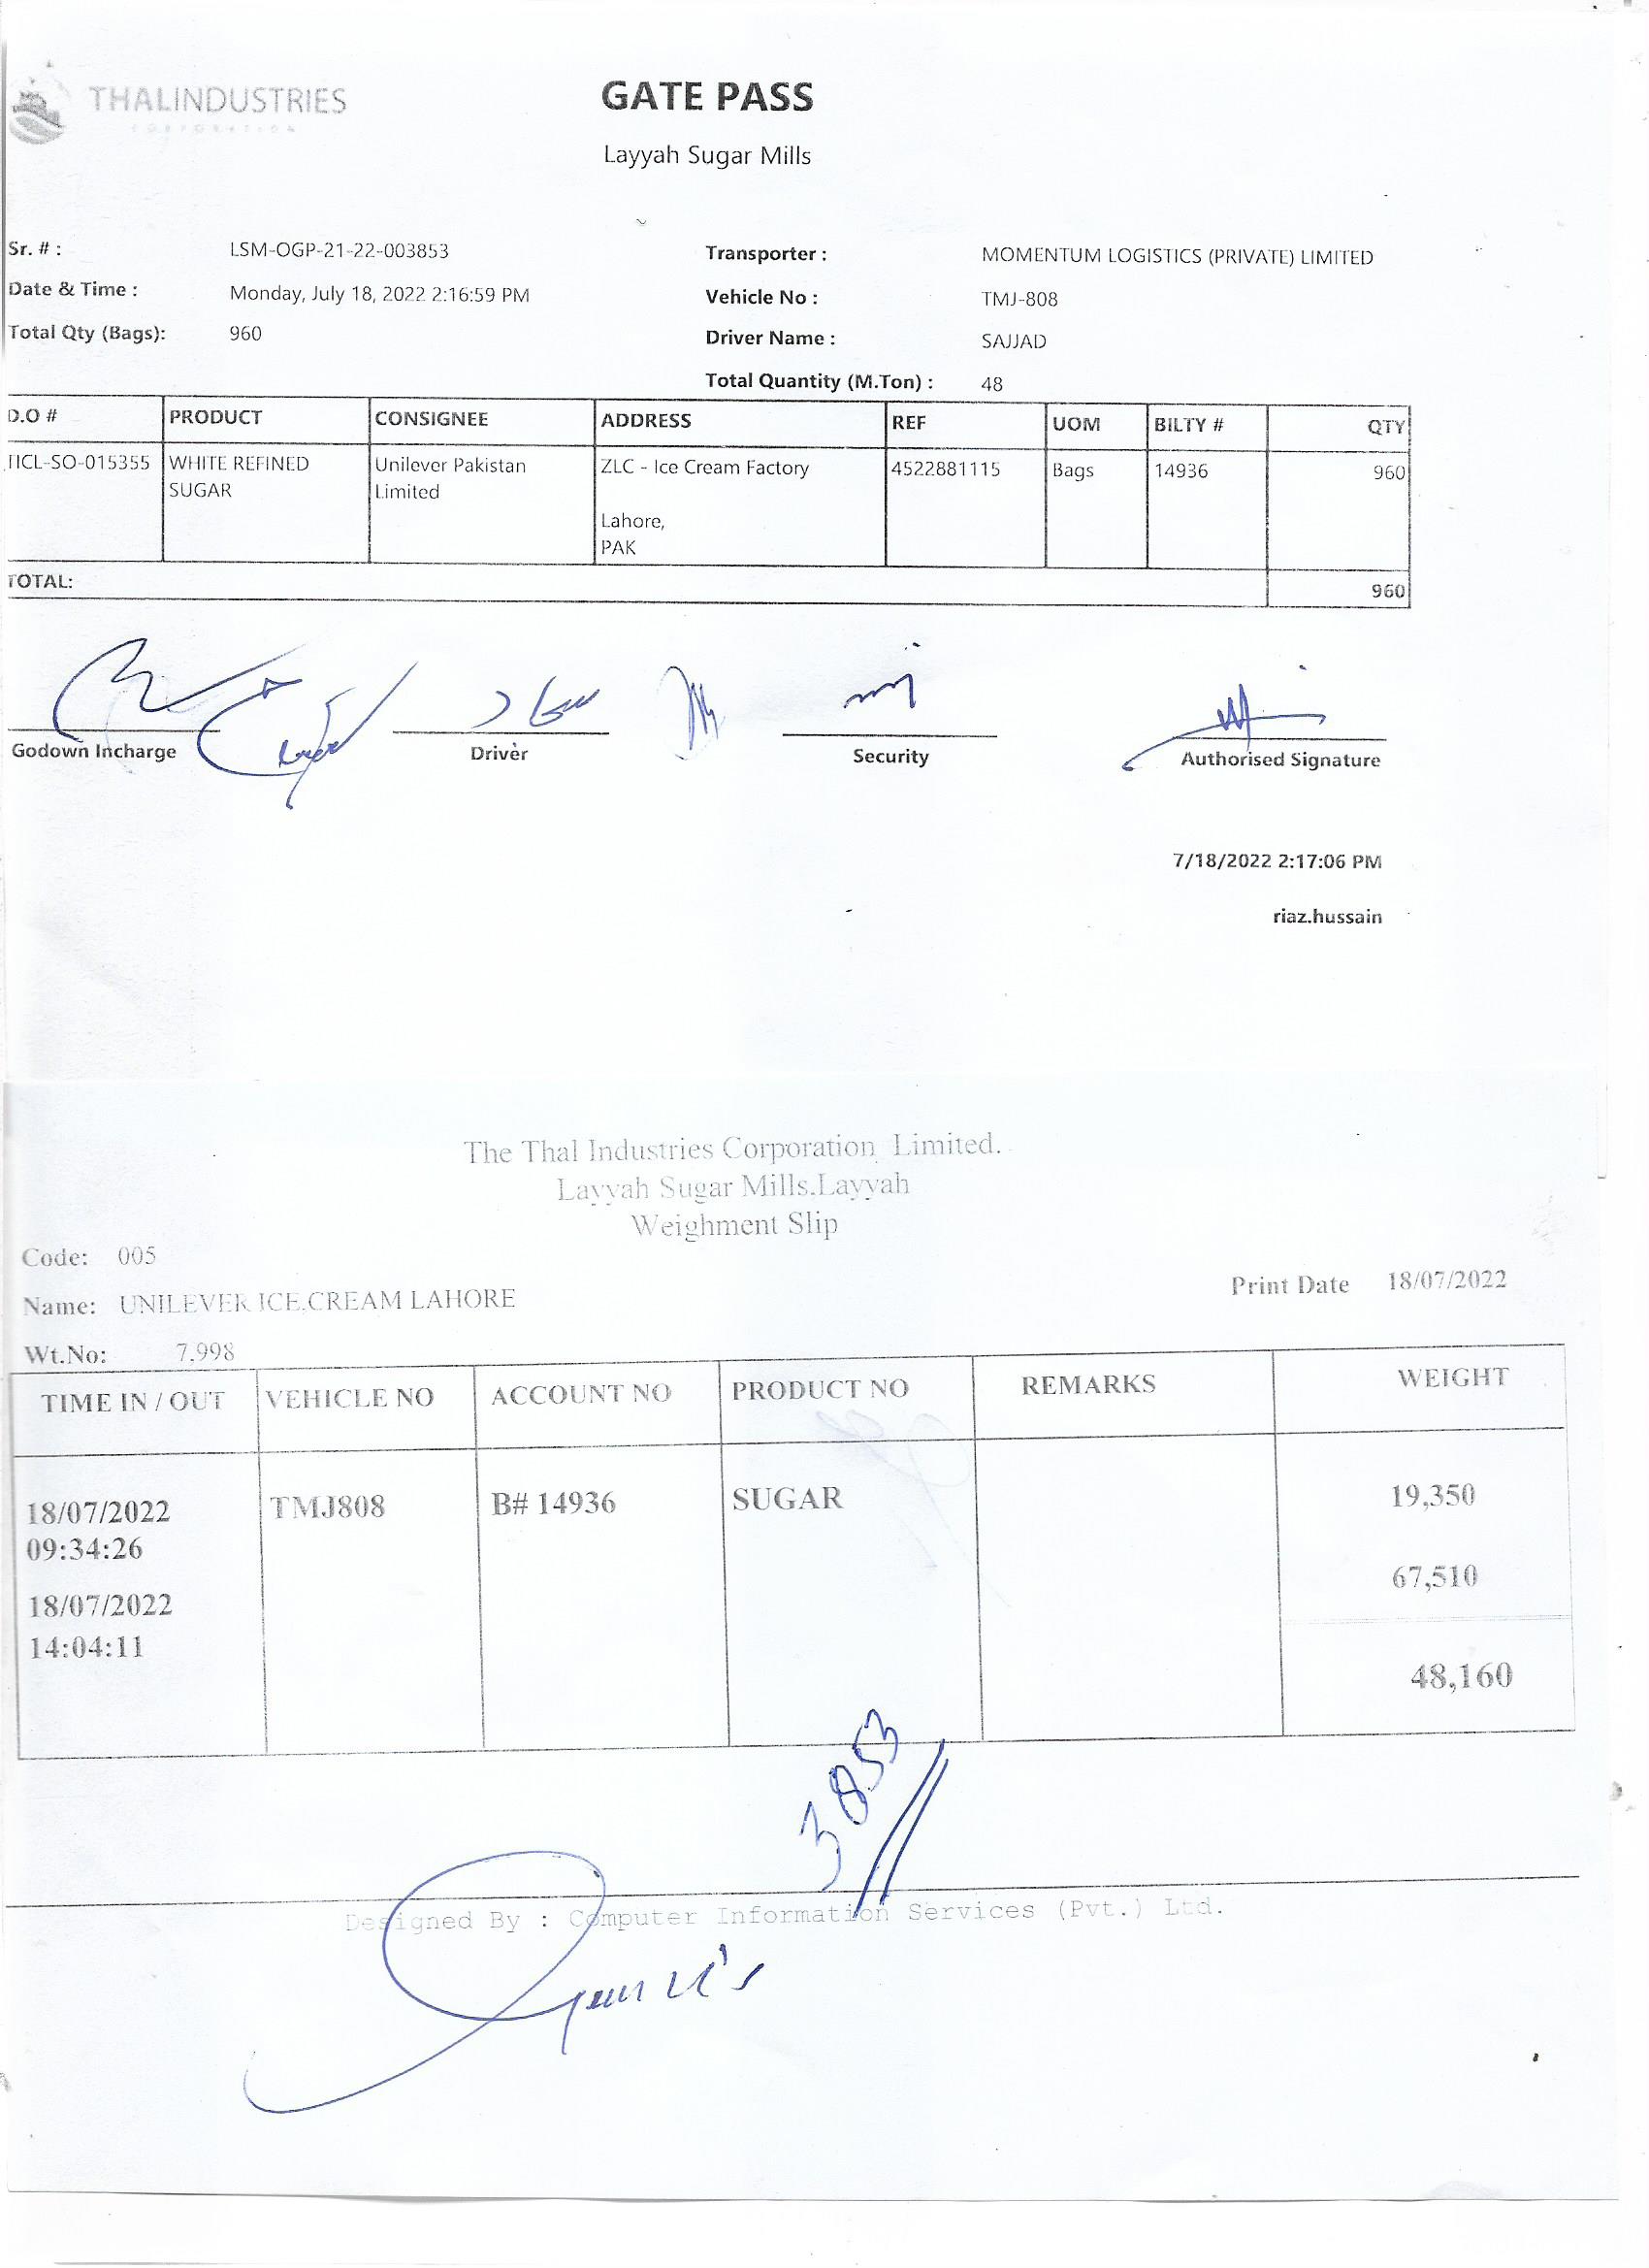 THALINDUSTRIES
CORPORATION
GATE PASS
Layyah Sugar Mills
Sr. # : LSM-OGP-21-22-003853
Date & Time : Monday, July 18, 2022 2:16:59 PM
Total Qty (Bags): 960
Transporter : MOMENTUM LOGISTICS (PRIVATE) LIMITED
Vehicle No : TMJ-808
Driver Name : SAJJAD
Total Quantity (M.Ton) : 48
D.O # PRODUCT CONSIGNEE ADDRESS REF UOM BILTY # QTY
TICL-SO-015355 WHITE REFINED Unilever Pakistan ZLC - Ice Cream Factory 4522881115 Bags 14936 960
SUGAR Limited
Lahore,
PAK
TOTAL: 960
Godown Incharge Driver Security Authorised Signature
7/18/2022 2:17:06 PM
riaz.hussain
The Thal Industries Corporation Limited.
Layyah Sugar Mills.Layyah
Weighment Slip
Code: 005
Name: UNILEVER ICE.CREAM LAHORE
Print Date 18/07/2022
Wt.No: 7,998
TIME IN / OUT VEHICLE NO ACCOUNT NO PRODUCT NO REMARKS WEIGHT
18/07/2022 TMJ808 B# 14936 SUGAR 19,350
09:34:26
67,510
18/07/2022
14:04:11
48,160
3853
Designed By : Computer Information Services (Pvt.) Ltd.